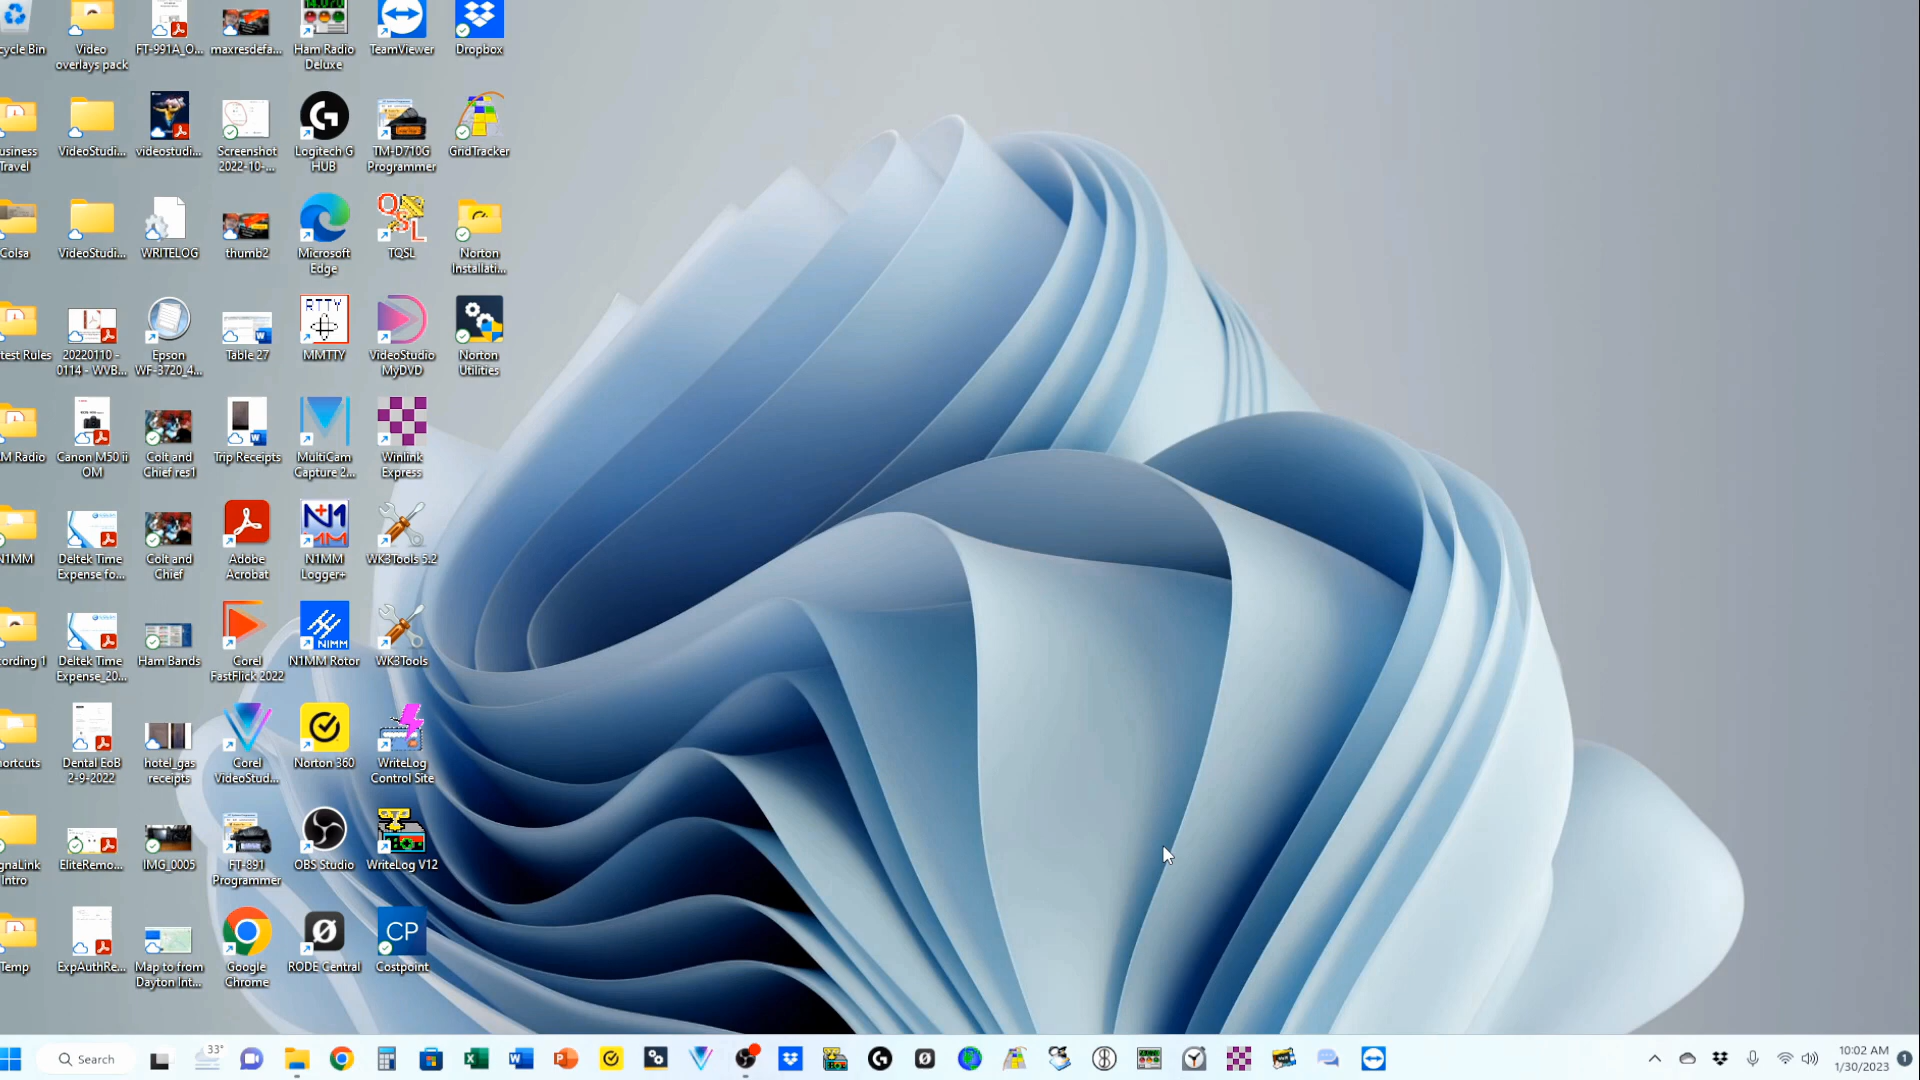 cycle Bin
Video
overlays pack
FT-991A_O...
maxresdefa...
Ham Radio
Deluxe
TeamViewer
Dropbox
usiness
Travel
VideoStudi...
videostudi...
Screenshot
2022-10-...
Logitech G
HUB
TM-D710G
Programmer
GridTracker
Colsa
VideoStudi...
WRITELOG
thumb2
Microsoft
Edge
TQSL
Norton
Installati...
test Rules
20220110 -
0114 - WVB...
Epson
WF-3720_4...
Table 27
RTTY
MMTTY
VideoStudio
MyDVD
Norton
Utilities
M Radio
Canon M50 ii
OM
Colt and
Chief res1
Trip Receipts
MultiCam
Capture 2...
Winlink
Express
N1MM
Deltek Time
Expense fo...
Colt and
Chief
Adobe
Acrobat
N1MM
Logger+
WK3Tools 5.2
cording 1
Deltek Time
Expense_20...
Ham Bands
Corel
FastFlick 2022
N1MM Rotor
WK3Tools
ortcuts
Dental EoB
2-9-2022
hotel_gas
receipts
Corel
VideoStud...
Norton 360
WriteLog
Control Site
gnaLink
Intro
EliteRemo...
IMG_0005
FT-891
Programmer
OBS Studio
WriteLog V12
Temp
ExpAuthRe...
Map to from
Dayton Int...
Google
Chrome
RODE Central
CP
Costpoint
Search
33°
10:02 AM
1/30/2023
1